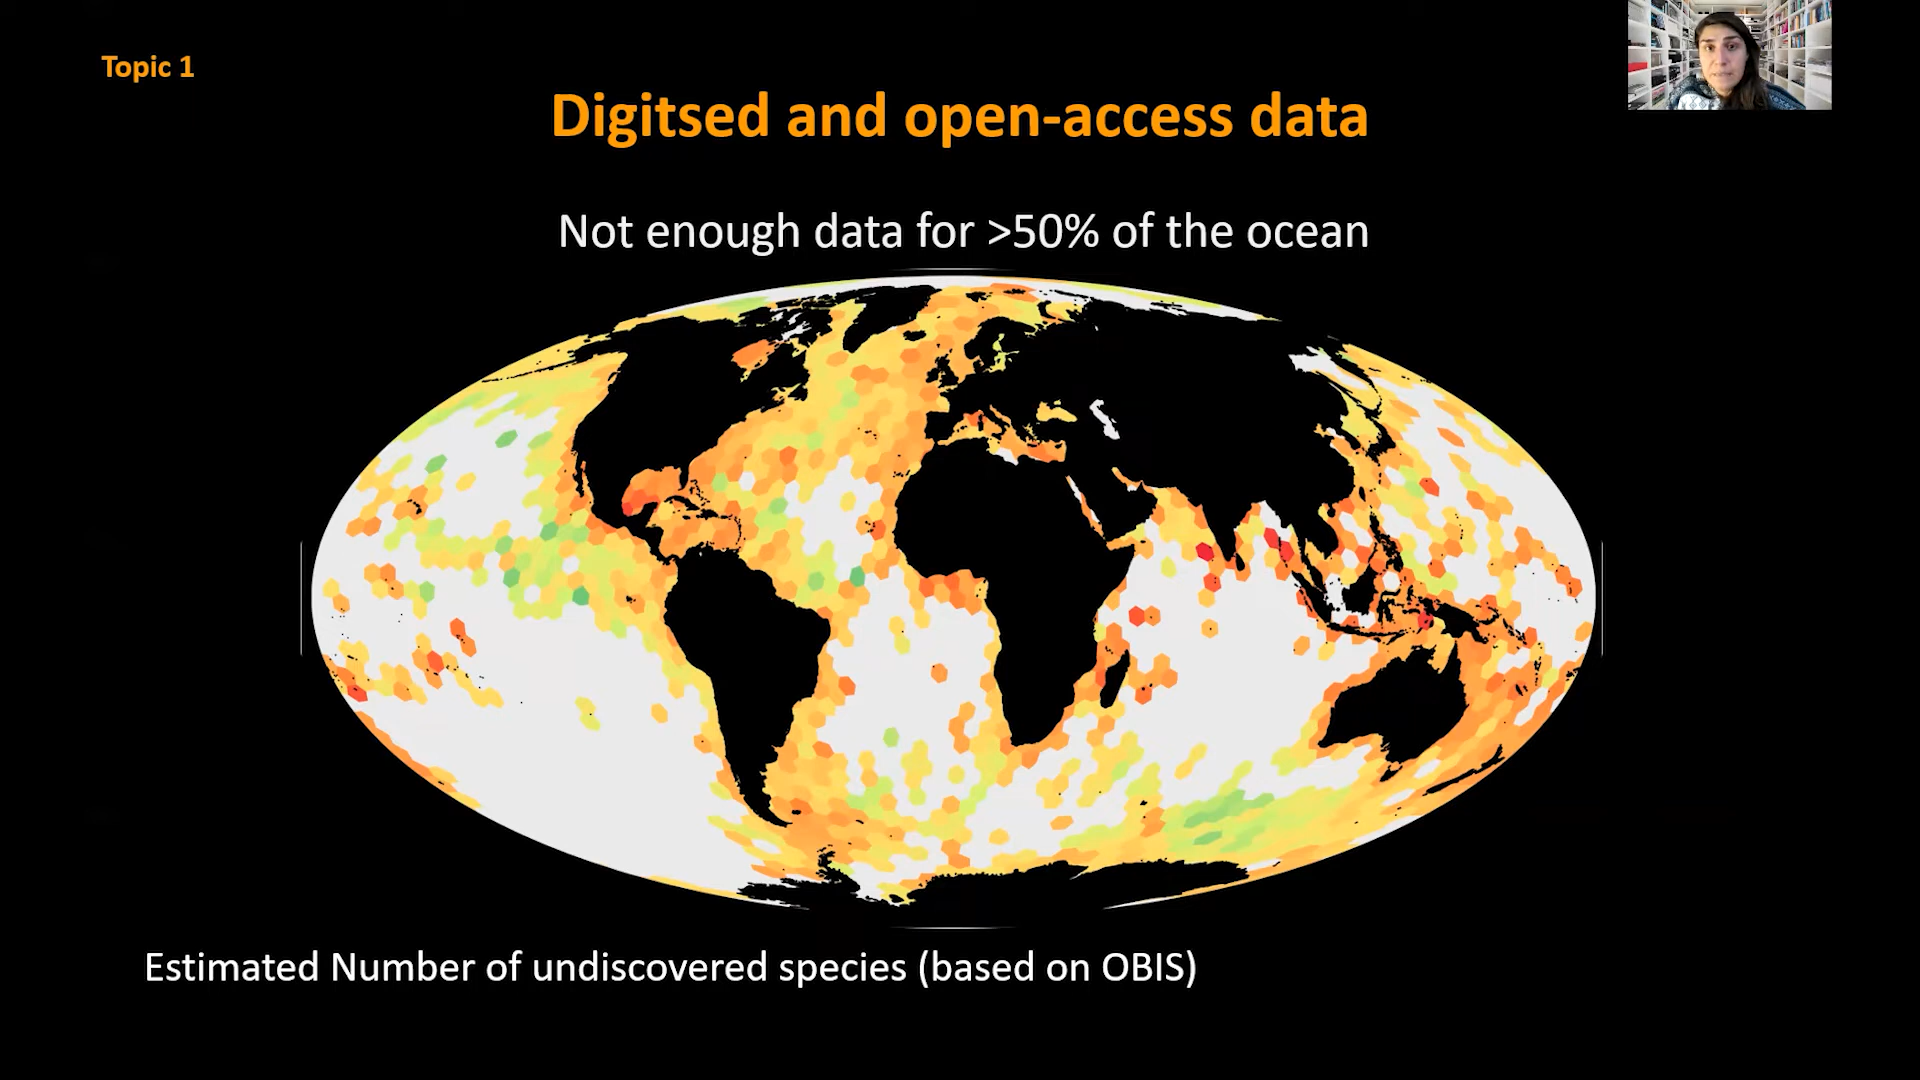 Topic 1
Digitsed and open-access data
Not enough data for >50% of the ocean
Estimated Number of undiscovered species (based on OBIS)